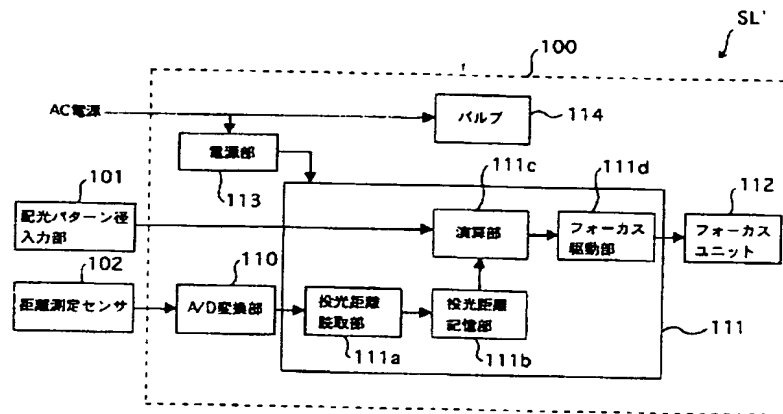 SL'
100
AC電源
バルブ
114
電源部
113
111c
111d
112
101
配光パターン径
入力部
演算部
フォーカス
駆動部
フォーカス
ユニット
102
110
距離測定センサ
A/D変換部
投光距離
読取部
投光距離
記憶部
111
111a
111b